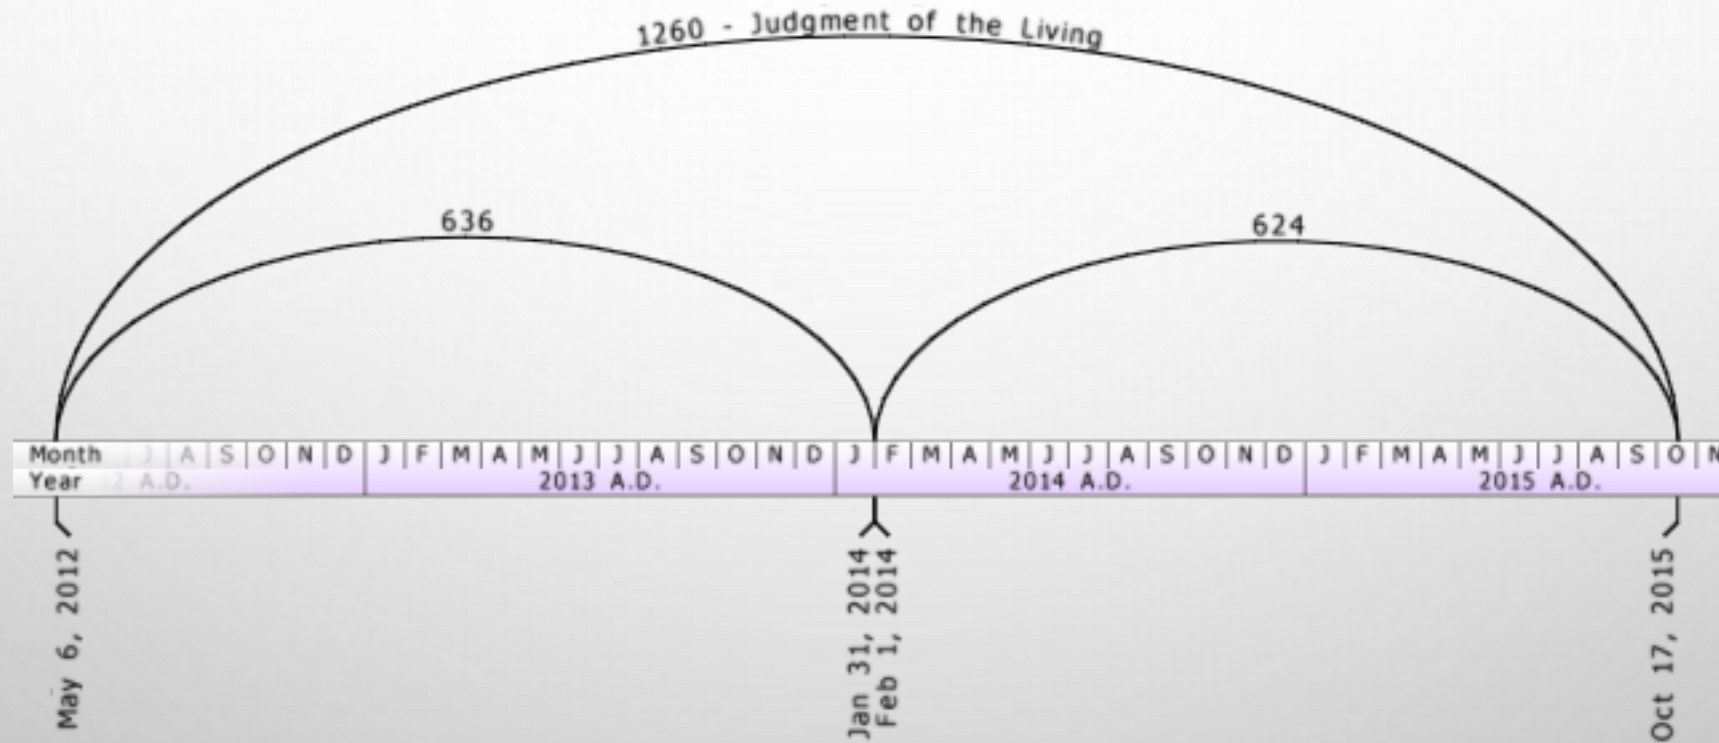 1260 - Judgment of the Living
636
624
Month J A S O N D J F M A M J J A S O N D J F M A M J J A S O N D J F M A M J J A S O N
Year 12 A.D. 2013 A.D. 2014 A.D. 2015 A.D.
May 6, 2012
Jan 31, 2014
Feb 1, 2014
Oct 17, 2015